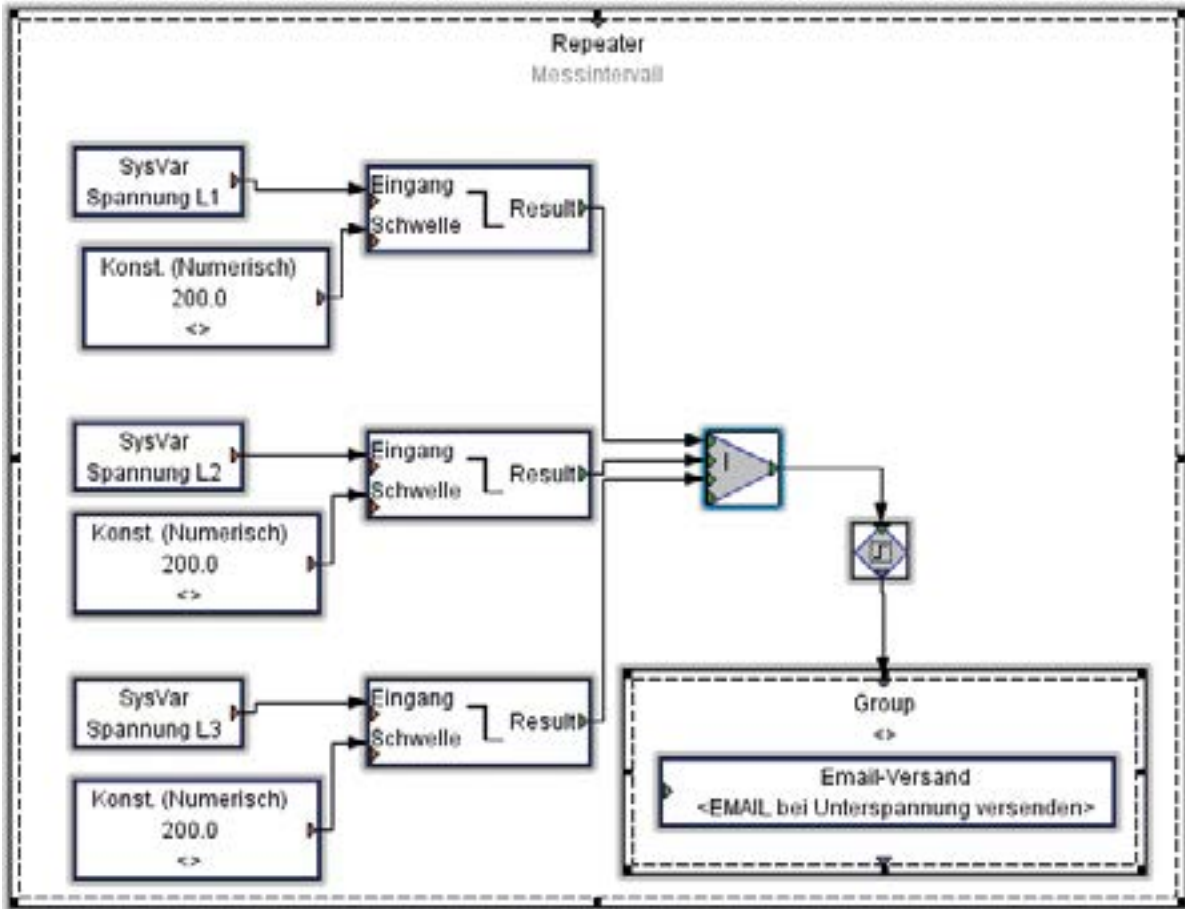 Repeater
Messintervall
SysVar
Spannung L1
Eingang
Schwelle
Result
Konst. (Numerisch)
200.0
<>
SysVar
Spannung L2
Eingang
Schwelle
Result
Konst. (Numerisch)
200.0
<>
SysVar
Spannung L3
Eingang
Schwelle
Result
Konst. (Numerisch)
200.0
<>
Group
<>
Email-Versand
<EMAIL bei Unterspannung versenden>